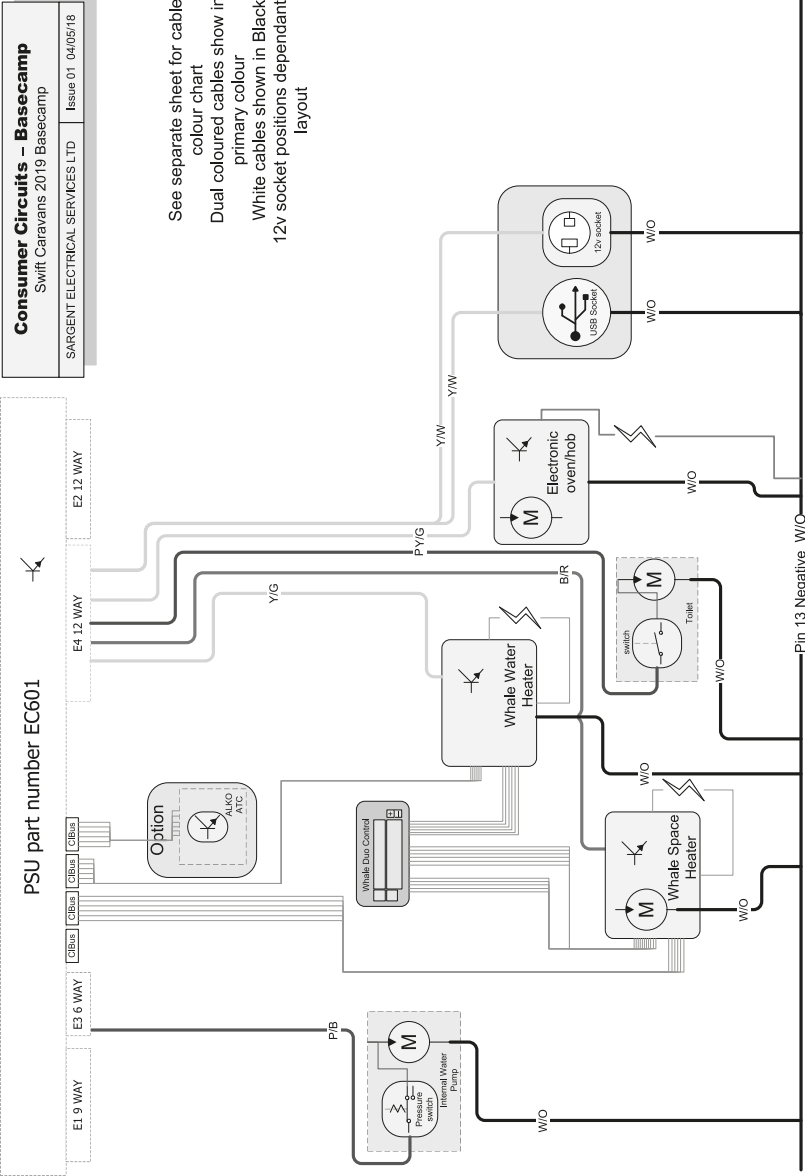 Consumer Circuits – Basecamp
Swift Caravans 2019 Basecamp
SARGENT ELECTRICAL SERVICES LTD
Issue 01 04/05/18
See separate sheet for cable
colour chart
Dual coloured cables show in
primary colour
White cables shown in Black
12v socket positions dependant
layout
PSU part number EC601
E1 9 WAY
E3 6 WAY
CIBus
CIBus
CIBus
CIBus
E4 12 WAY
E2 12 WAY
Option
ALKO
ATC
P/B
Pressure
switch
M
Internal Water
Pump
W/O
Whale Duo Control
Y/G
Whale Water
Heater
W/O
B/R
M
Whale Space
Heater
W/O
PY/G
switch
M
Toilet
W/O
M
Electronic
oven/hob
W/O
Y/W
Y/W
USB Socket
12v socket
W/O
W/O
Pin 13 Negative W/O